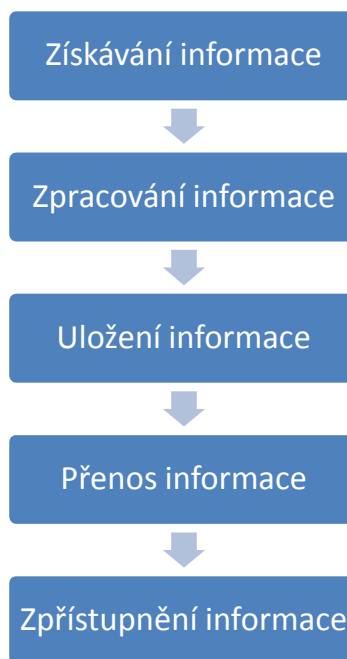 Získávání informace
Zpracování informace
Uložení informace
Přenos informace
Zpřístupnění informace